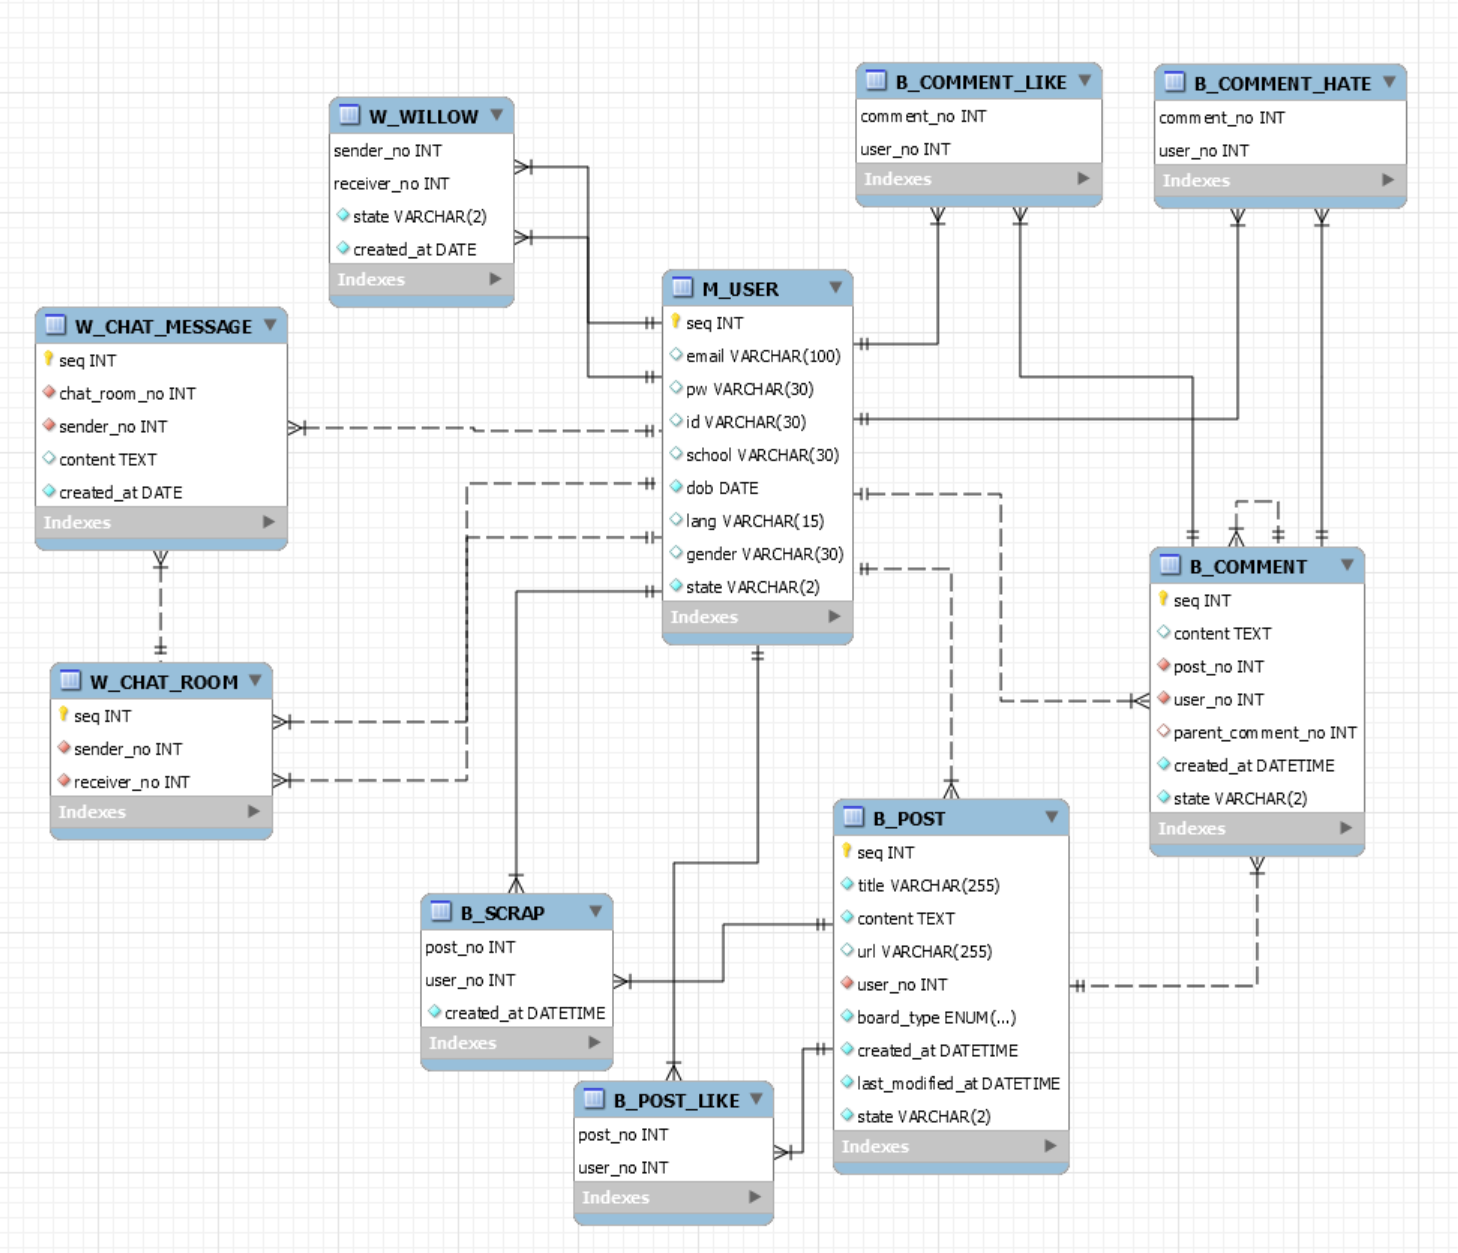 W_WILLOW
sender_no INT
receiver_no INT
state VARCHAR(2)
created_at DATE
Indexes
B_COMMENT_LIKE
comment_no INT
user_no INT
Indexes
B_COMMENT_HATE
comment_no INT
user_no INT
Indexes
M_USER
seq INT
email VARCHAR(100)
pw VARCHAR(30)
id VARCHAR(30)
school VARCHAR(30)
dob DATE
lang VARCHAR(15)
gender VARCHAR(30)
state VARCHAR(2)
Indexes
W_CHAT_MESSAGE
seq INT
chat_room_no INT
sender_no INT
content TEXT
created_at DATE
Indexes
W_CHAT_ROOM
seq INT
sender_no INT
receiver_no INT
Indexes
B_COMMENT
seq INT
content TEXT
post_no INT
user_no INT
parent_comment_no INT
created_at DATETIME
state VARCHAR(2)
Indexes
B_POST
seq INT
title VARCHAR(255)
content TEXT
url VARCHAR(255)
user_no INT
board_type ENUM(...)
created_at DATETIME
last_modified_at DATETIME
state VARCHAR(2)
Indexes
B_SCRAP
post_no INT
user_no INT
created_at DATETIME
Indexes
B_POST_LIKE
post_no INT
user_no INT
Indexes